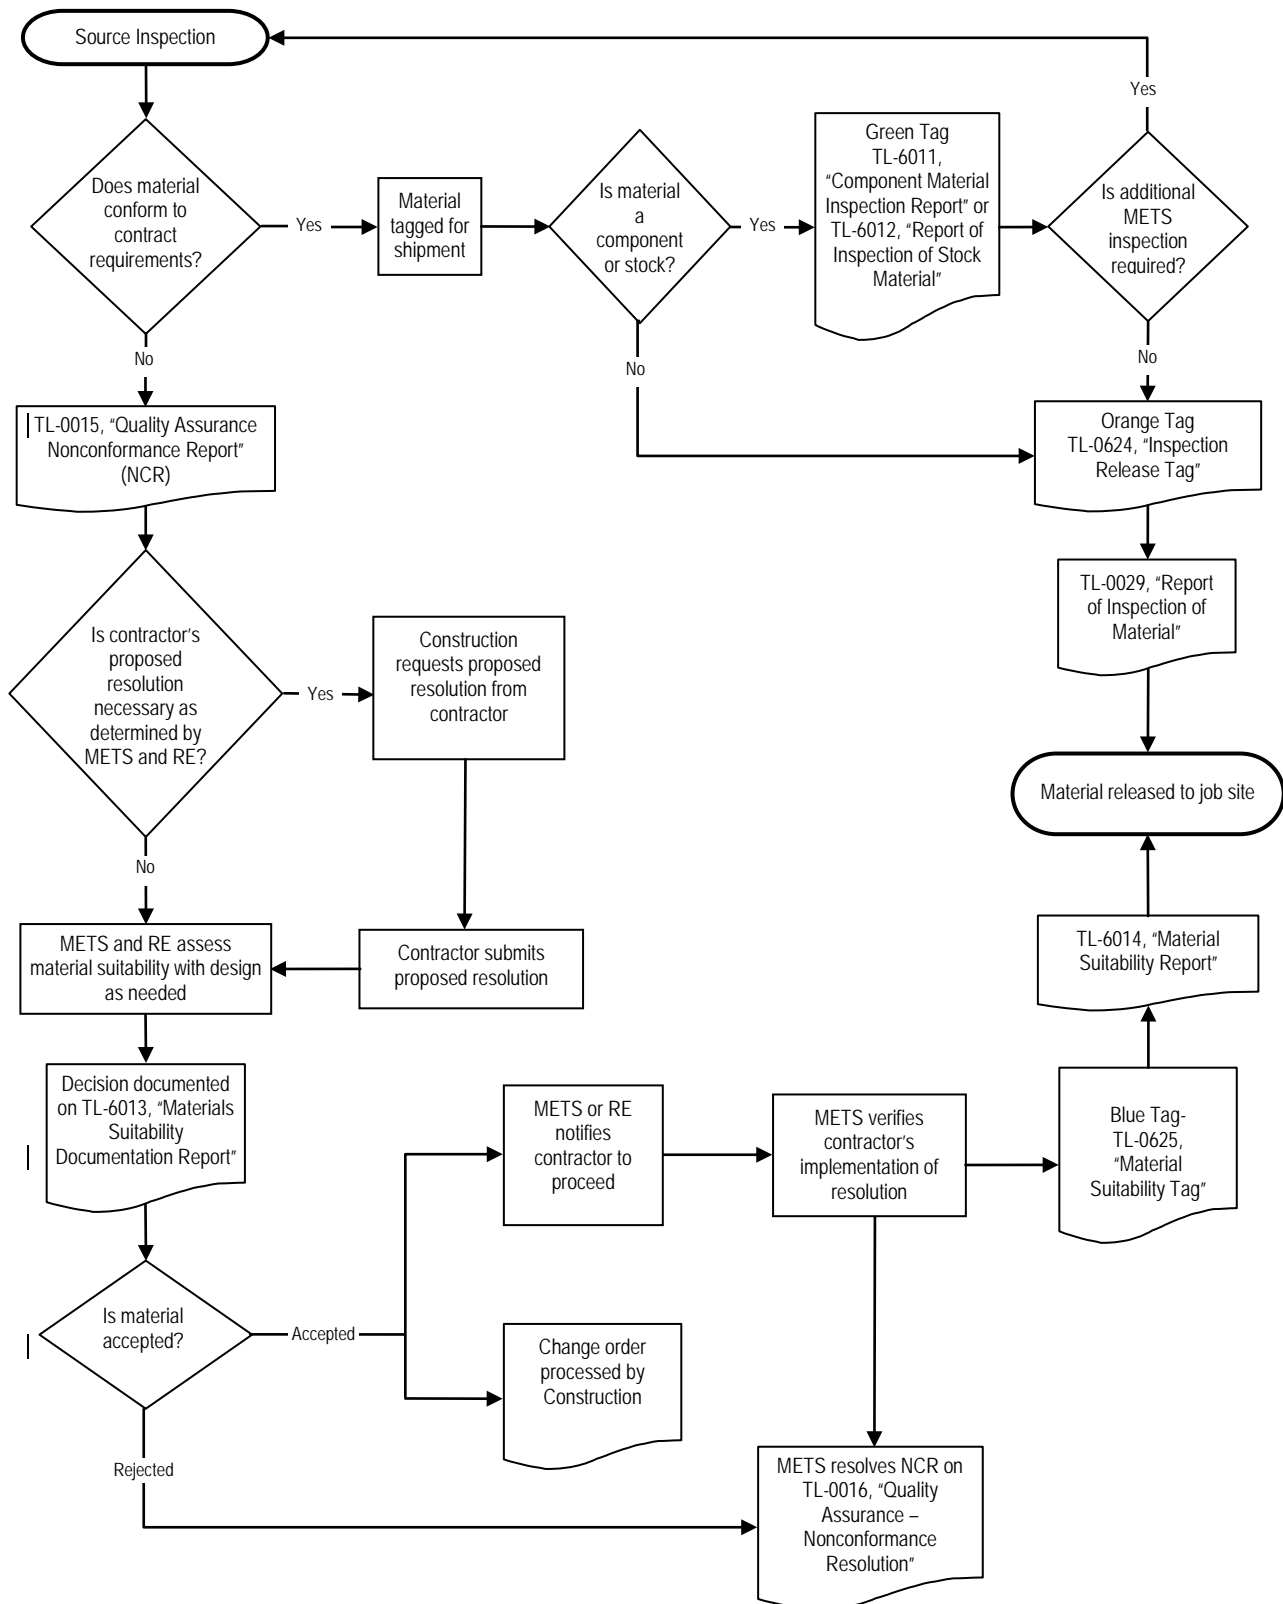 Source Inspection
Yes
Does material
conform to
contract
requirements?
Yes
Material
tagged for
shipment
Is material
a
component
or stock?
Yes
Green Tag
TL-6011,
“Component Material
Inspection Report” or
TL-6012, “Report of
Inspection of Stock
Material”
Is additional
METS
inspection
required?
No
No
No
TL-0015, “Quality Assurance
Nonconformance Report”
(NCR)
Orange Tag
TL-0624, “Inspection
Release Tag”
TL-0029, “Report
of Inspection of
Material”
Is contractor’s
proposed
resolution
necessary as
determined by
METS and RE?
Yes
Construction
requests proposed
resolution from
contractor
Material released to job site
No
METS and RE assess
material suitability with design
as needed
Contractor submits
proposed resolution
TL-6014, “Material
Suitability Report”
Decision documented
on TL-6013, “Materials
Suitability
Documentation Report”
METS or RE
notifies
contractor to
proceed
METS verifies
contractor’s
implementation of
resolution
Blue Tag-
TL-0625,
“Material
Suitability Tag”
Is material
accepted?
Accepted
Change order
processed by
Construction
Rejected
METS resolves NCR on
TL-0016, “Quality
Assurance –
Nonconformance
Resolution”